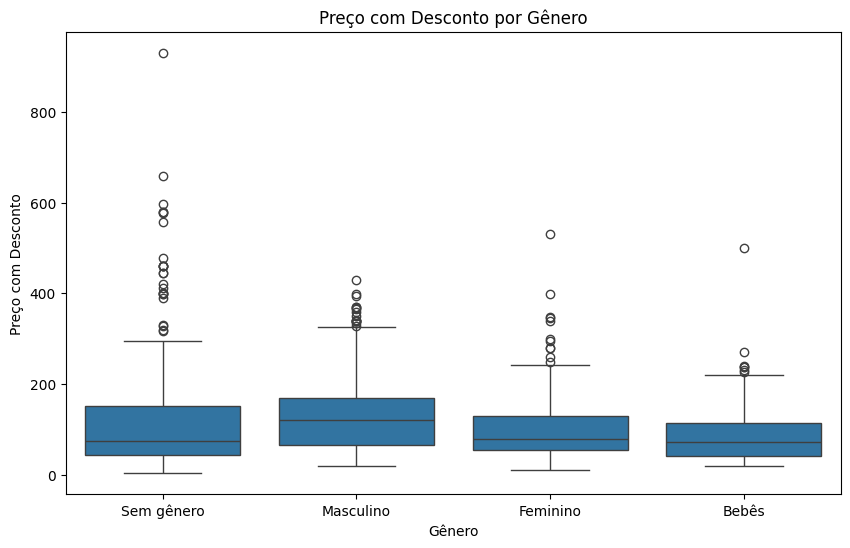 Preço com Desconto por Gênero
Preço com Desconto
800
600
400
200
0
Sem gênero
Masculino
Feminino
Bebês
Gênero